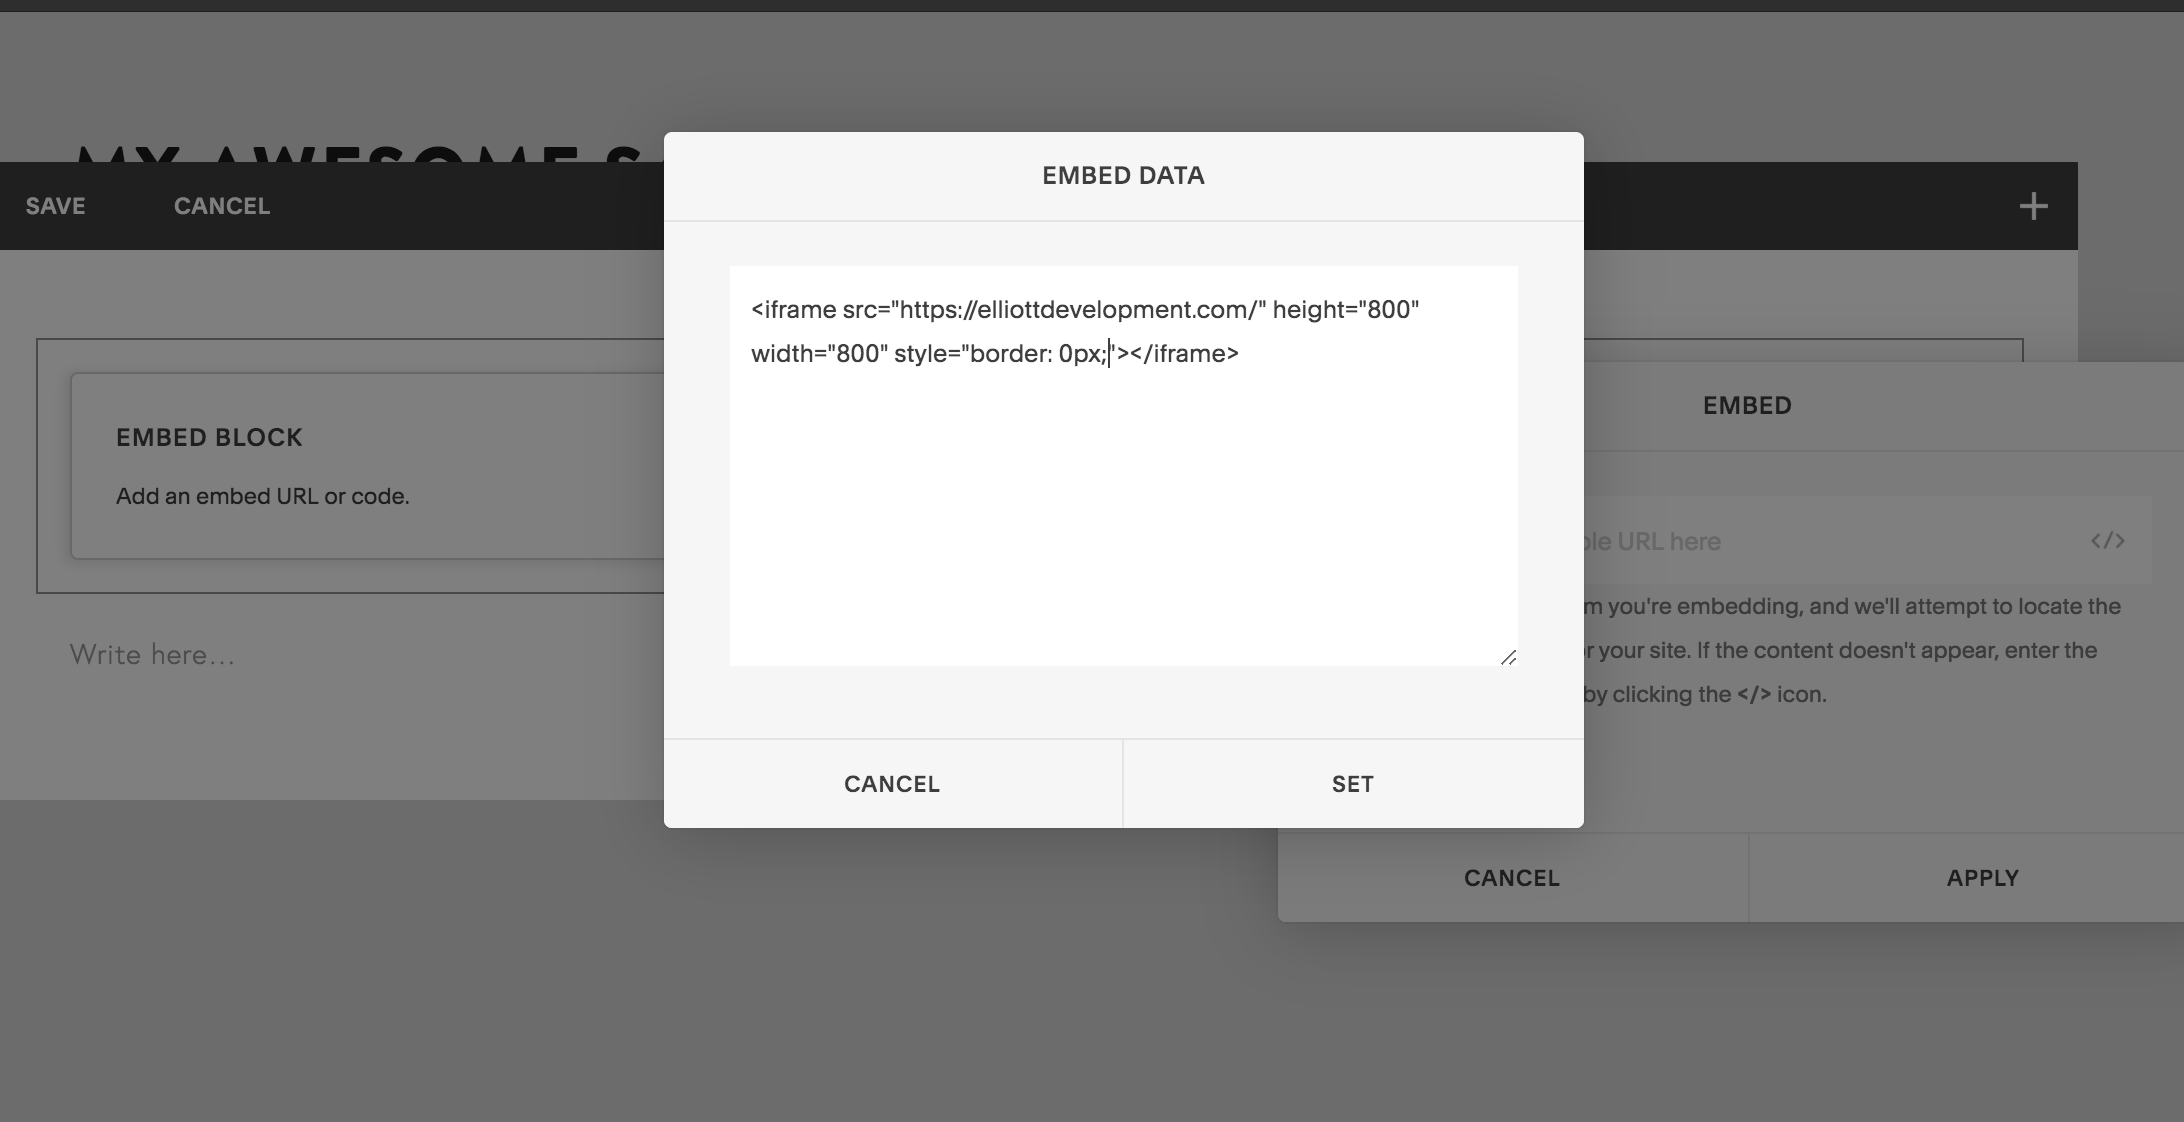 MY AWESOME
SAVE
CANCEL
+
EMBED DATA
<iframe src="https://elliottdevelopment.com/" height="800"
width="800" style="border: 0px;"></iframe>
CANCEL
SET
EMBED BLOCK
Add an embed URL or code.
Write here...
EMBED
URL here
</>
you're embedding, and we'll attempt to locate the
your site. If the content doesn't appear, enter the
by clicking the </> icon.
CANCEL
APPLY